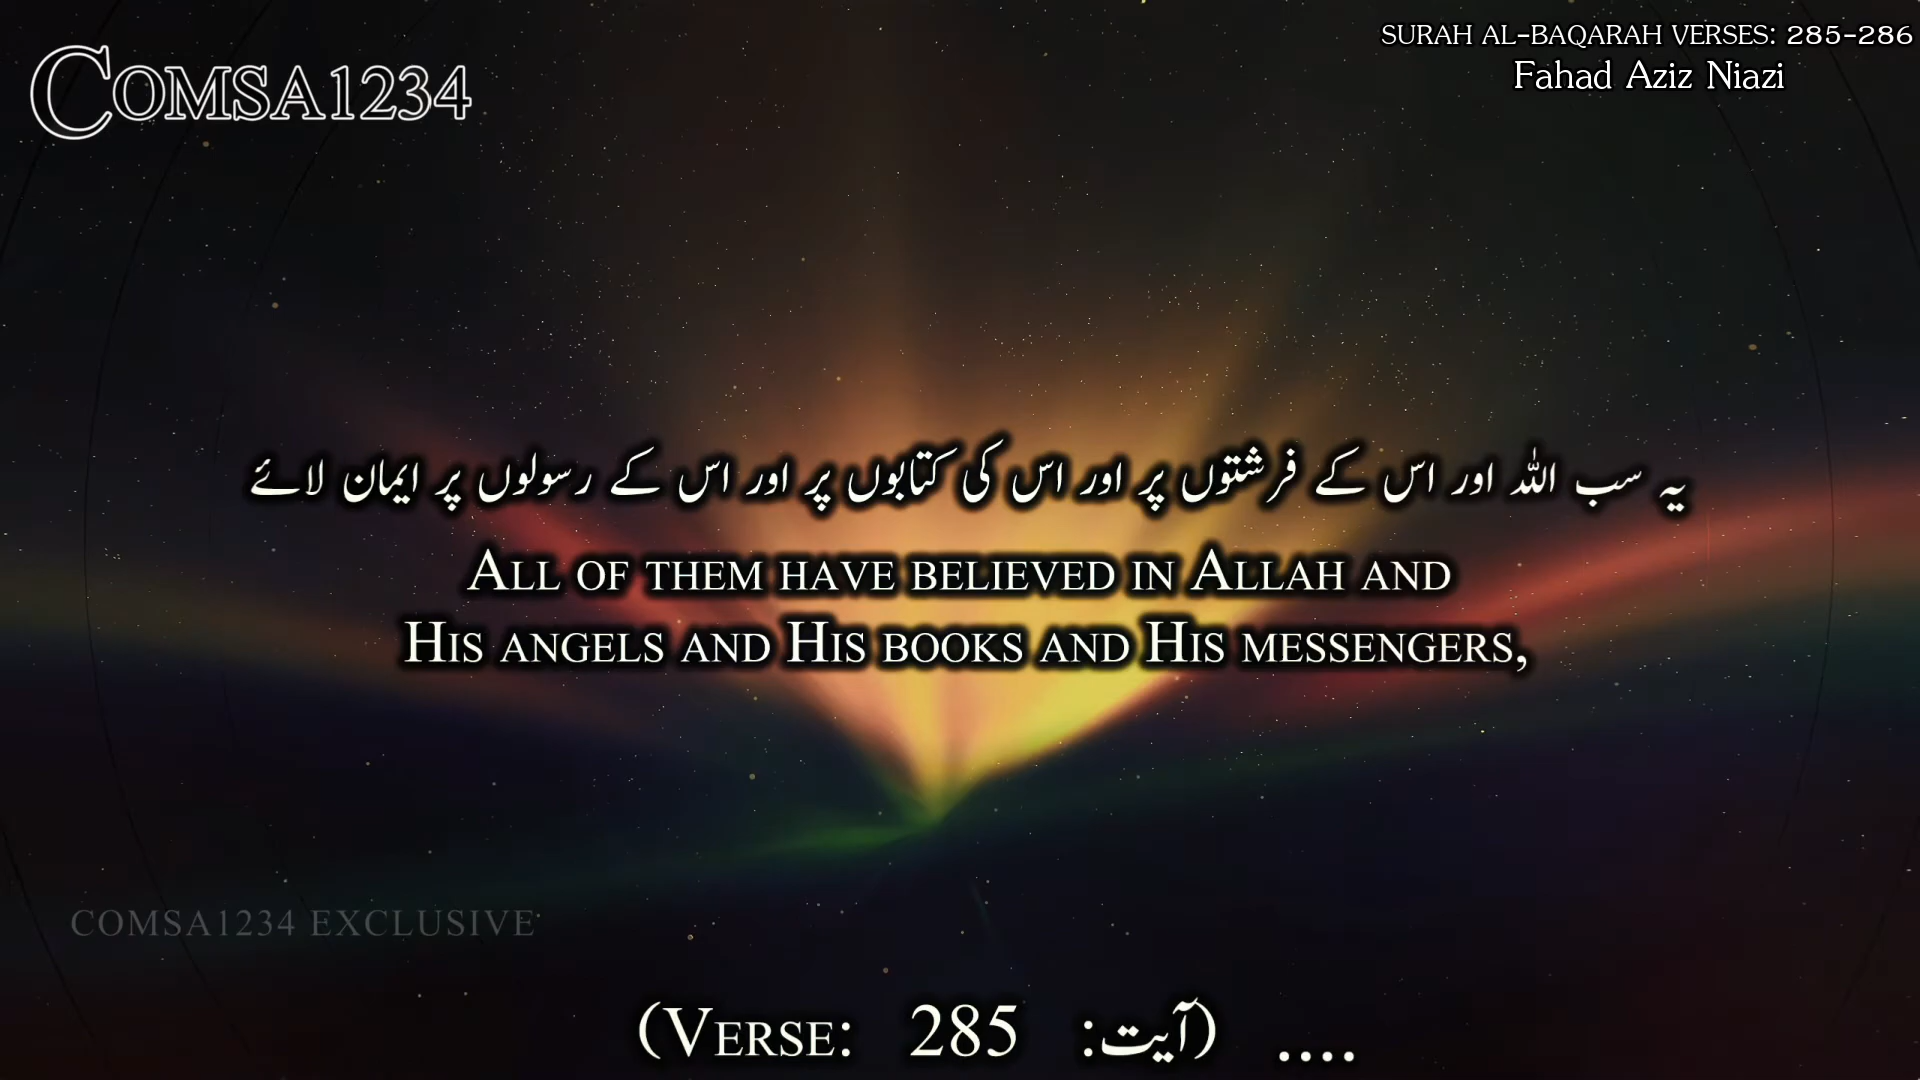 COMSA1234
SURAH AL-BAQARAH VERSES: 285-286
Fahad Aziz Niazi
یہ سب اللہ اور اس کے فرشتوں پر اور اس کی کتابوں پر اور اس کے رسولوں پر ایمان لائے
ALL OF THEM HAVE BELIEVED IN ALLAH AND
HIS ANGELS AND HIS BOOKS AND HIS MESSENGERS,
COMSA1234 EXCLUSIVE
(VERSE: 285 آیت:) ....